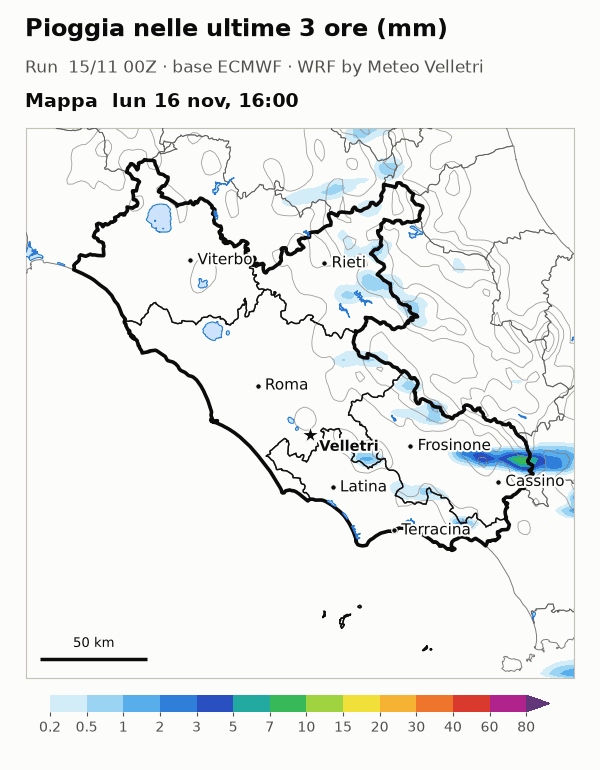 Pioggia nelle ultime 3 ore (mm)
Run 15/11 00Z · base ECMWF · WRF by Meteo Velletri
Mappa lun 16 nov, 16:00
Viterbo
Rieti
Roma
Velletri
Frosinone
Cassino
Latina
Terracina
50 km
0.2 0.5 1 2 3 5 7 10 15 20 30 40 60 80